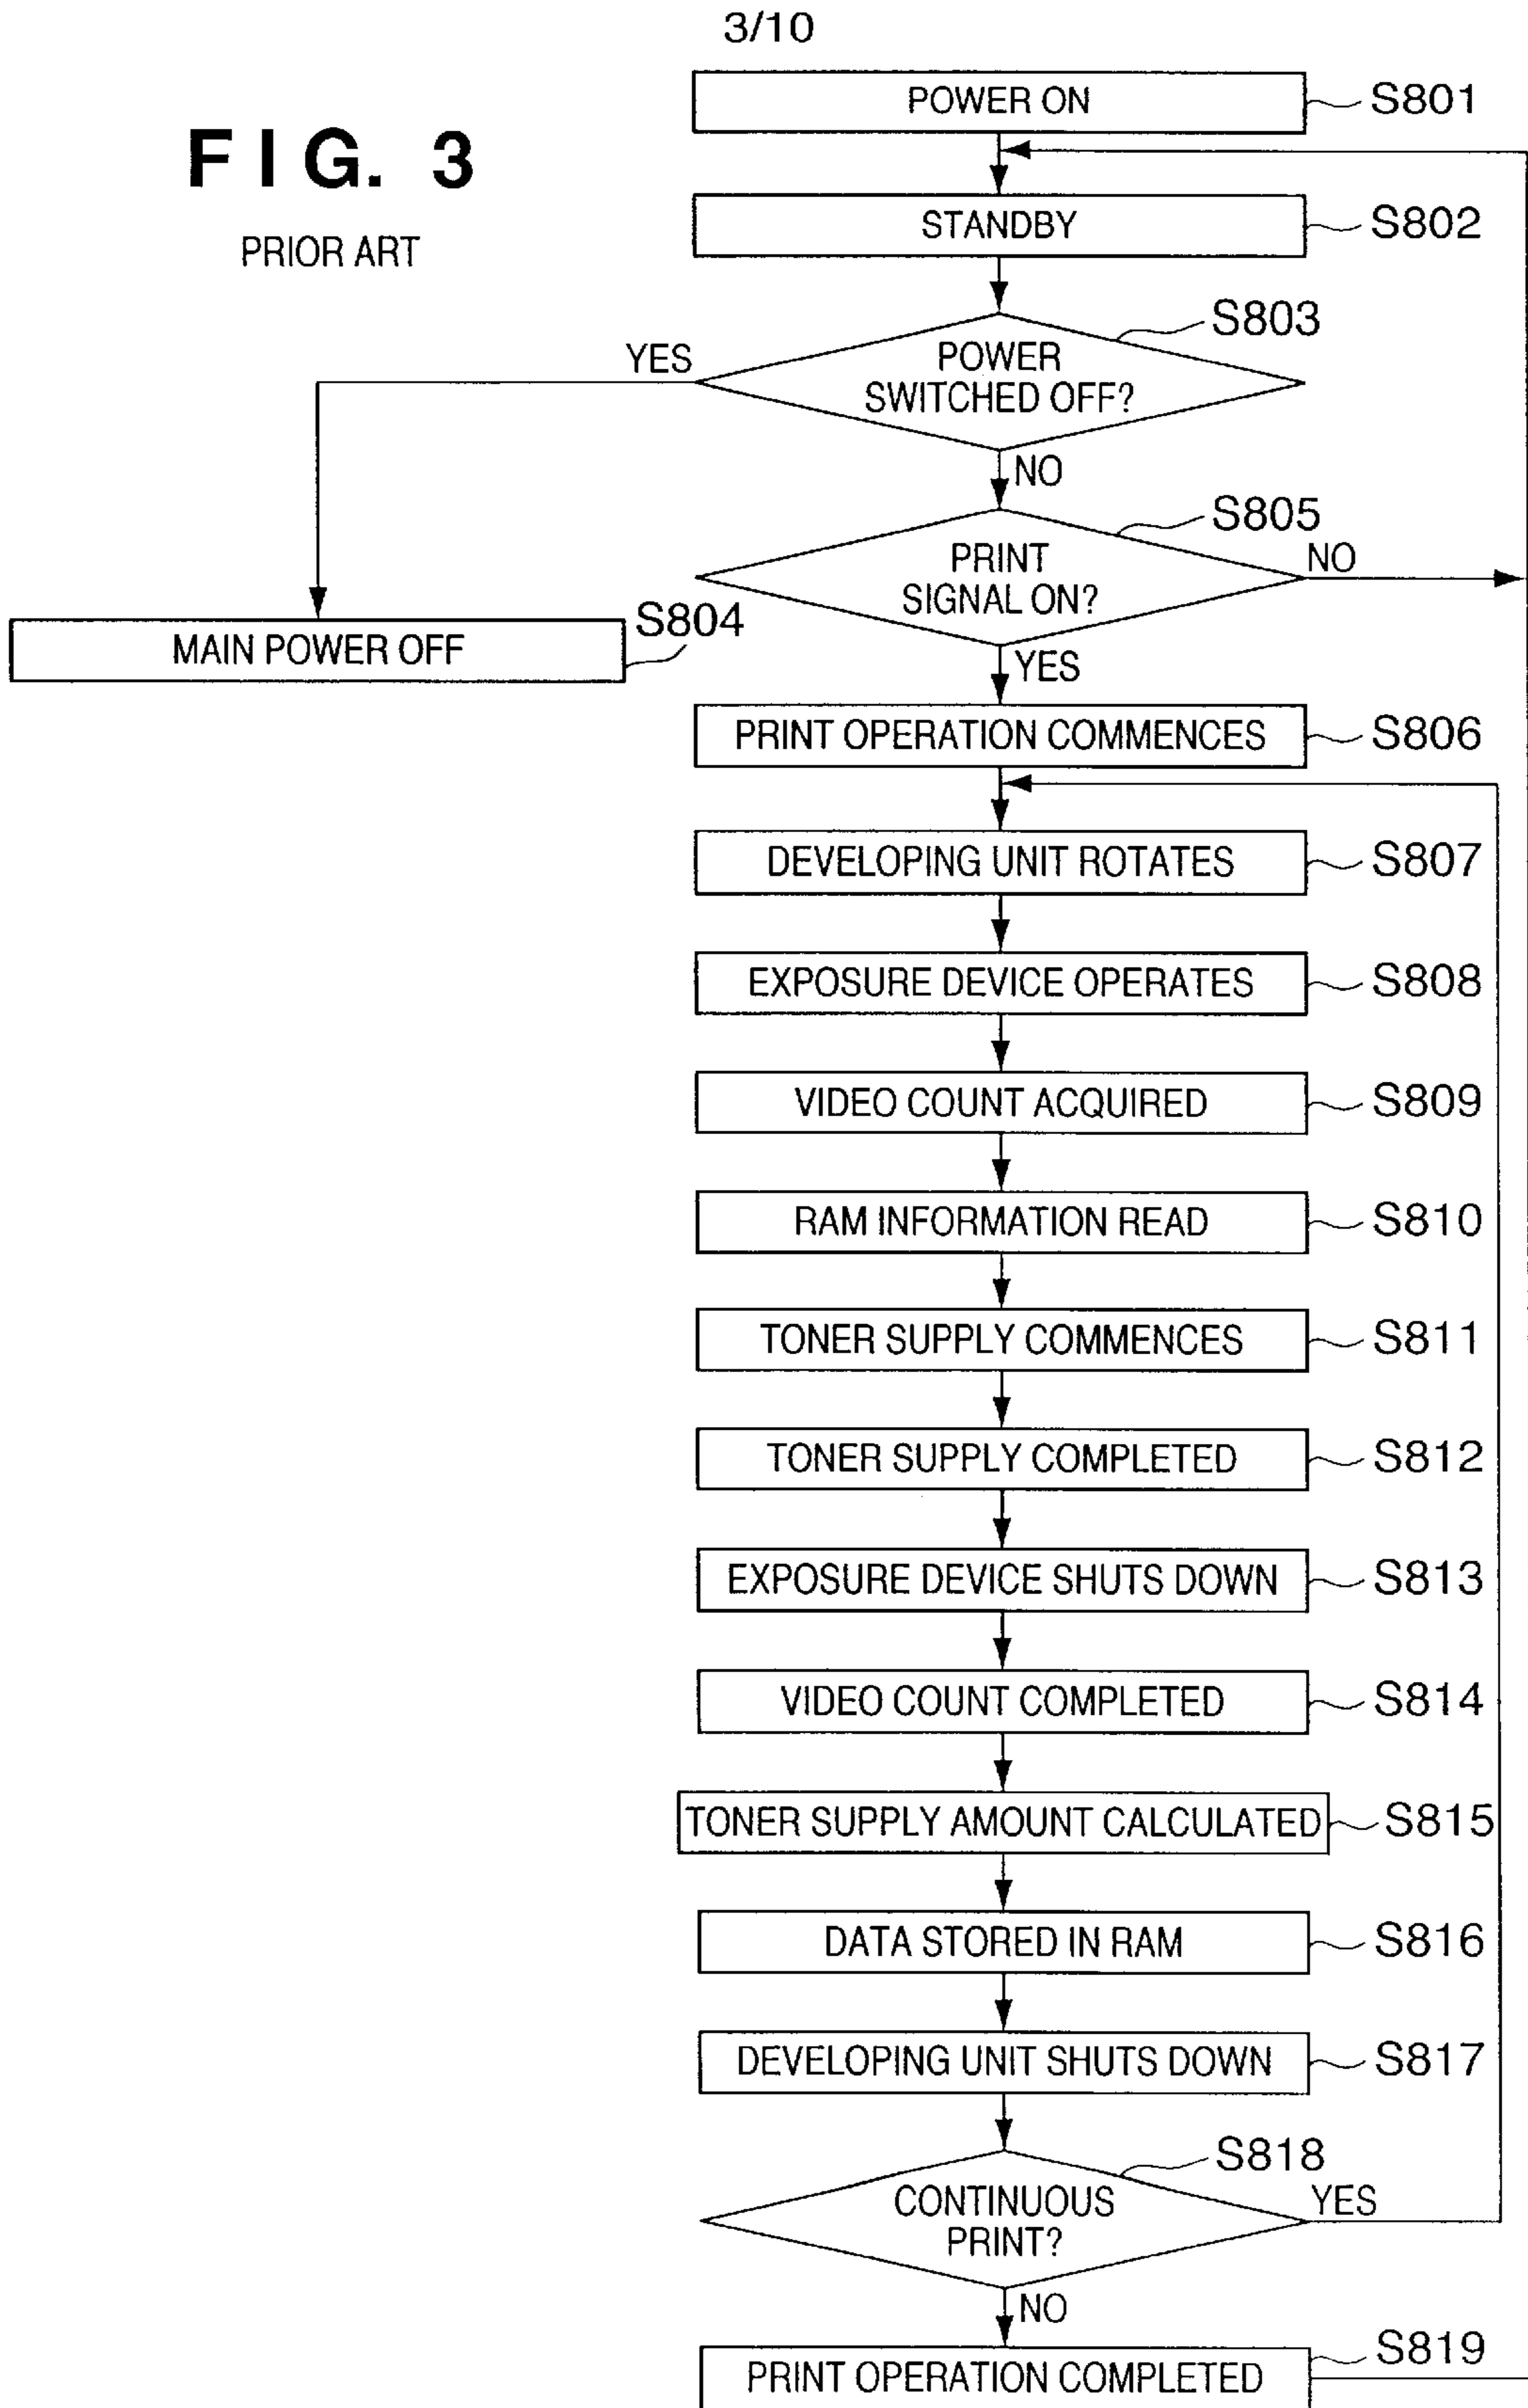 3/10
FIG. 3
PRIOR ART
POWER ON
S801
STANDBY
S802
S803
POWER
SWITCHED OFF?
YES
NO
S805
PRINT
SIGNAL ON?
NO
S804
MAIN POWER OFF
YES
PRINT OPERATION COMMENCES
S806
DEVELOPING UNIT ROTATES
S807
EXPOSURE DEVICE OPERATES
S808
VIDEO COUNT ACQUIRED
S809
RAM INFORMATION READ
S810
TONER SUPPLY COMMENCES
S811
TONER SUPPLY COMPLETED
S812
EXPOSURE DEVICE SHUTS DOWN
S813
VIDEO COUNT COMPLETED
S814
TONER SUPPLY AMOUNT CALCULATED
S815
DATA STORED IN RAM
S816
DEVELOPING UNIT SHUTS DOWN
S817
S818
CONTINUOUS
PRINT?
YES
NO
PRINT OPERATION COMPLETED
S819